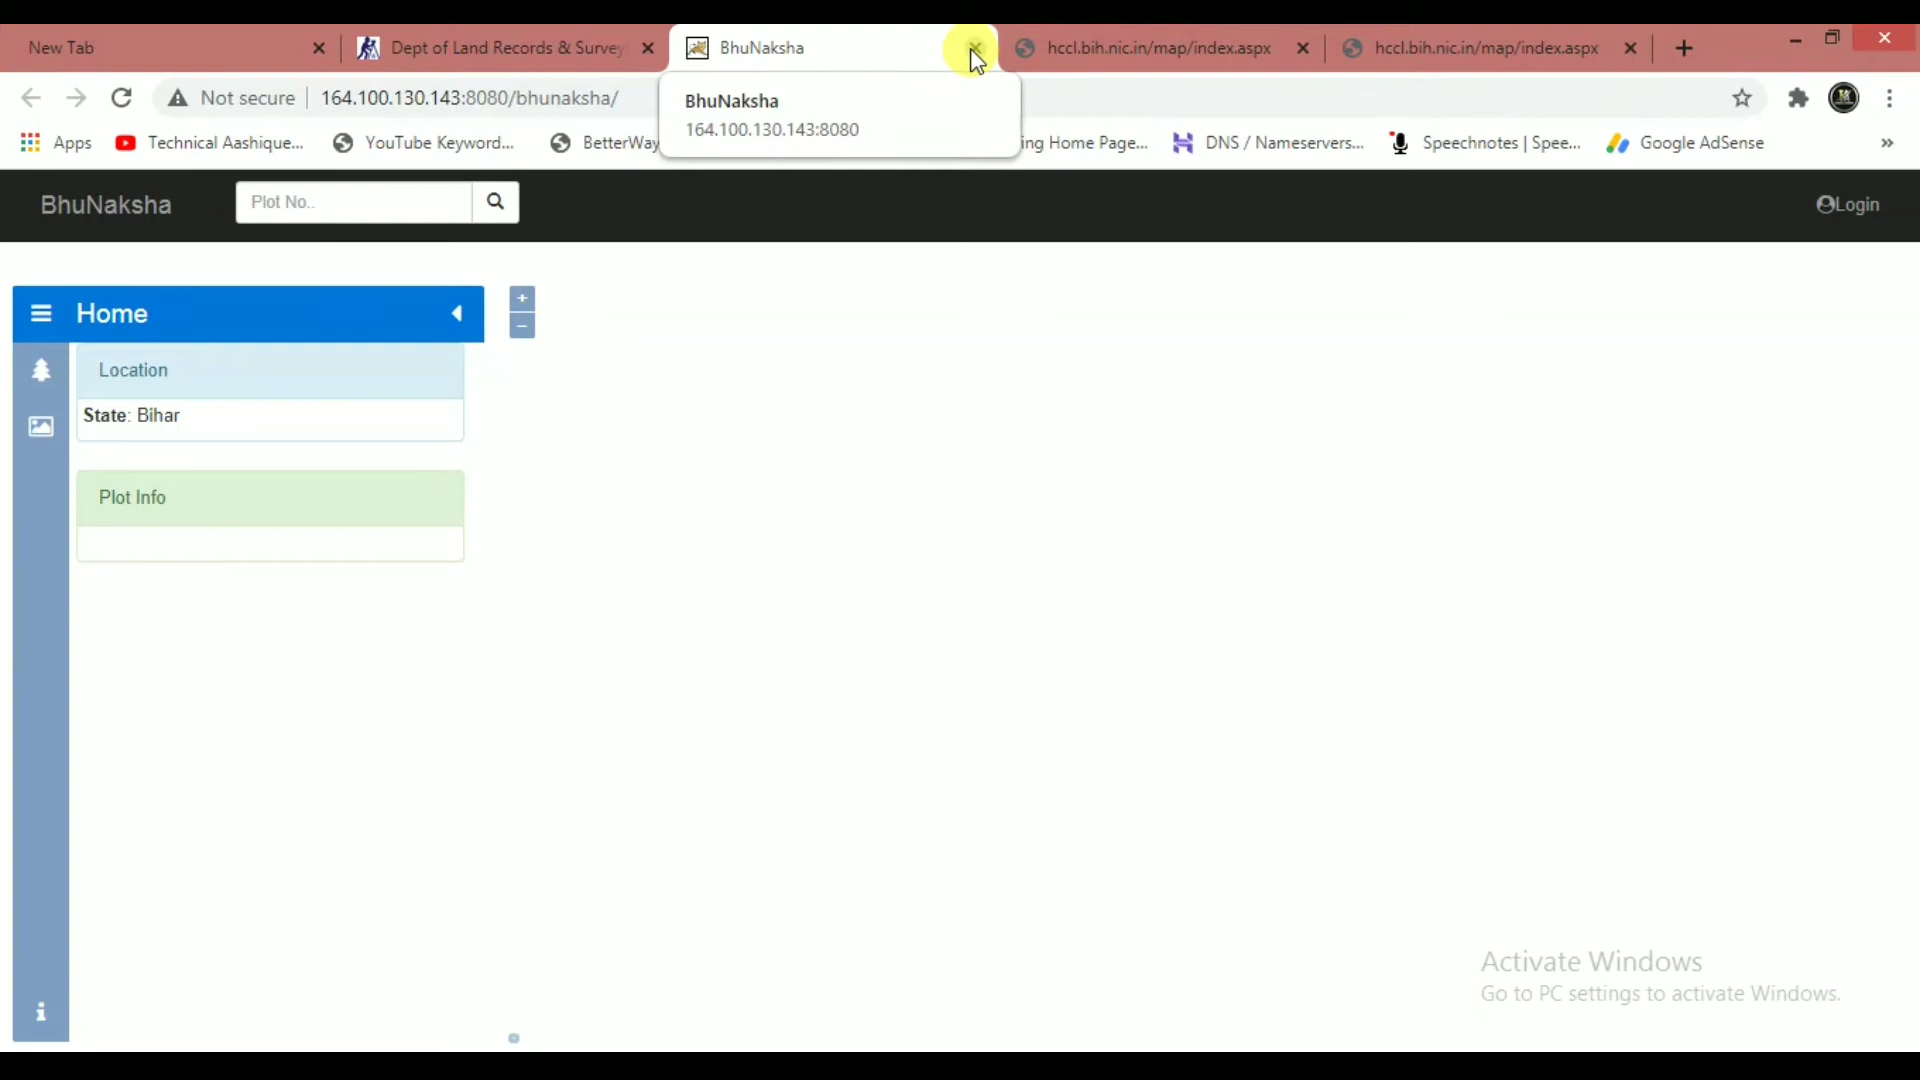 New Tab
Dept of Land Records & Survey
BhuNaksha
hccl.bih.nic.in/map/index.aspx
hccl.bih.nic.in/map/index.aspx
Not secure
164.100.130.143:8080/bhunaksha/
BhuNaksha
164.100.130.143:8080
Apps
Technical Aashique...
YouTube Keyword...
BetterWay
ing Home Page...
DNS / Nameservers...
Speechnotes | Spee...
Google AdSense
BhuNaksha
Plot No..
Login
Home
Location
State: Bihar
Plot Info
Activate Windows
Go to PC settings to activate Windows.